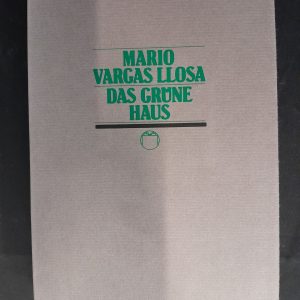 MARIO
VARGAS LLOSA
DAS GRÜNE
HAUS